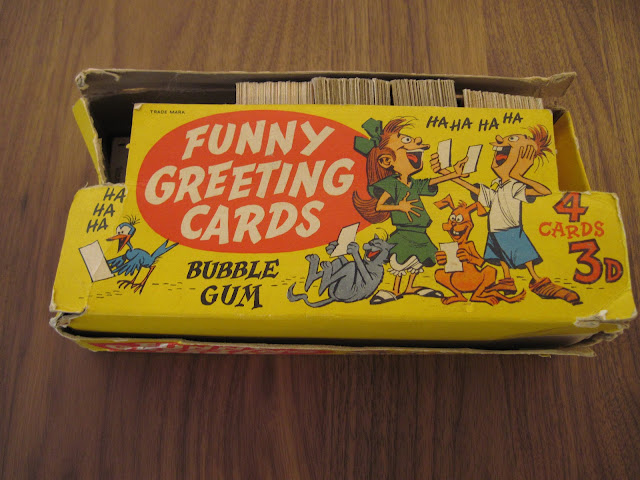 TRADE MARK
FUNNY
GREETING
CARDS
BUBBLE
GUM
HA
HA
HA
HA HA HA HA
4
CARDS
3D